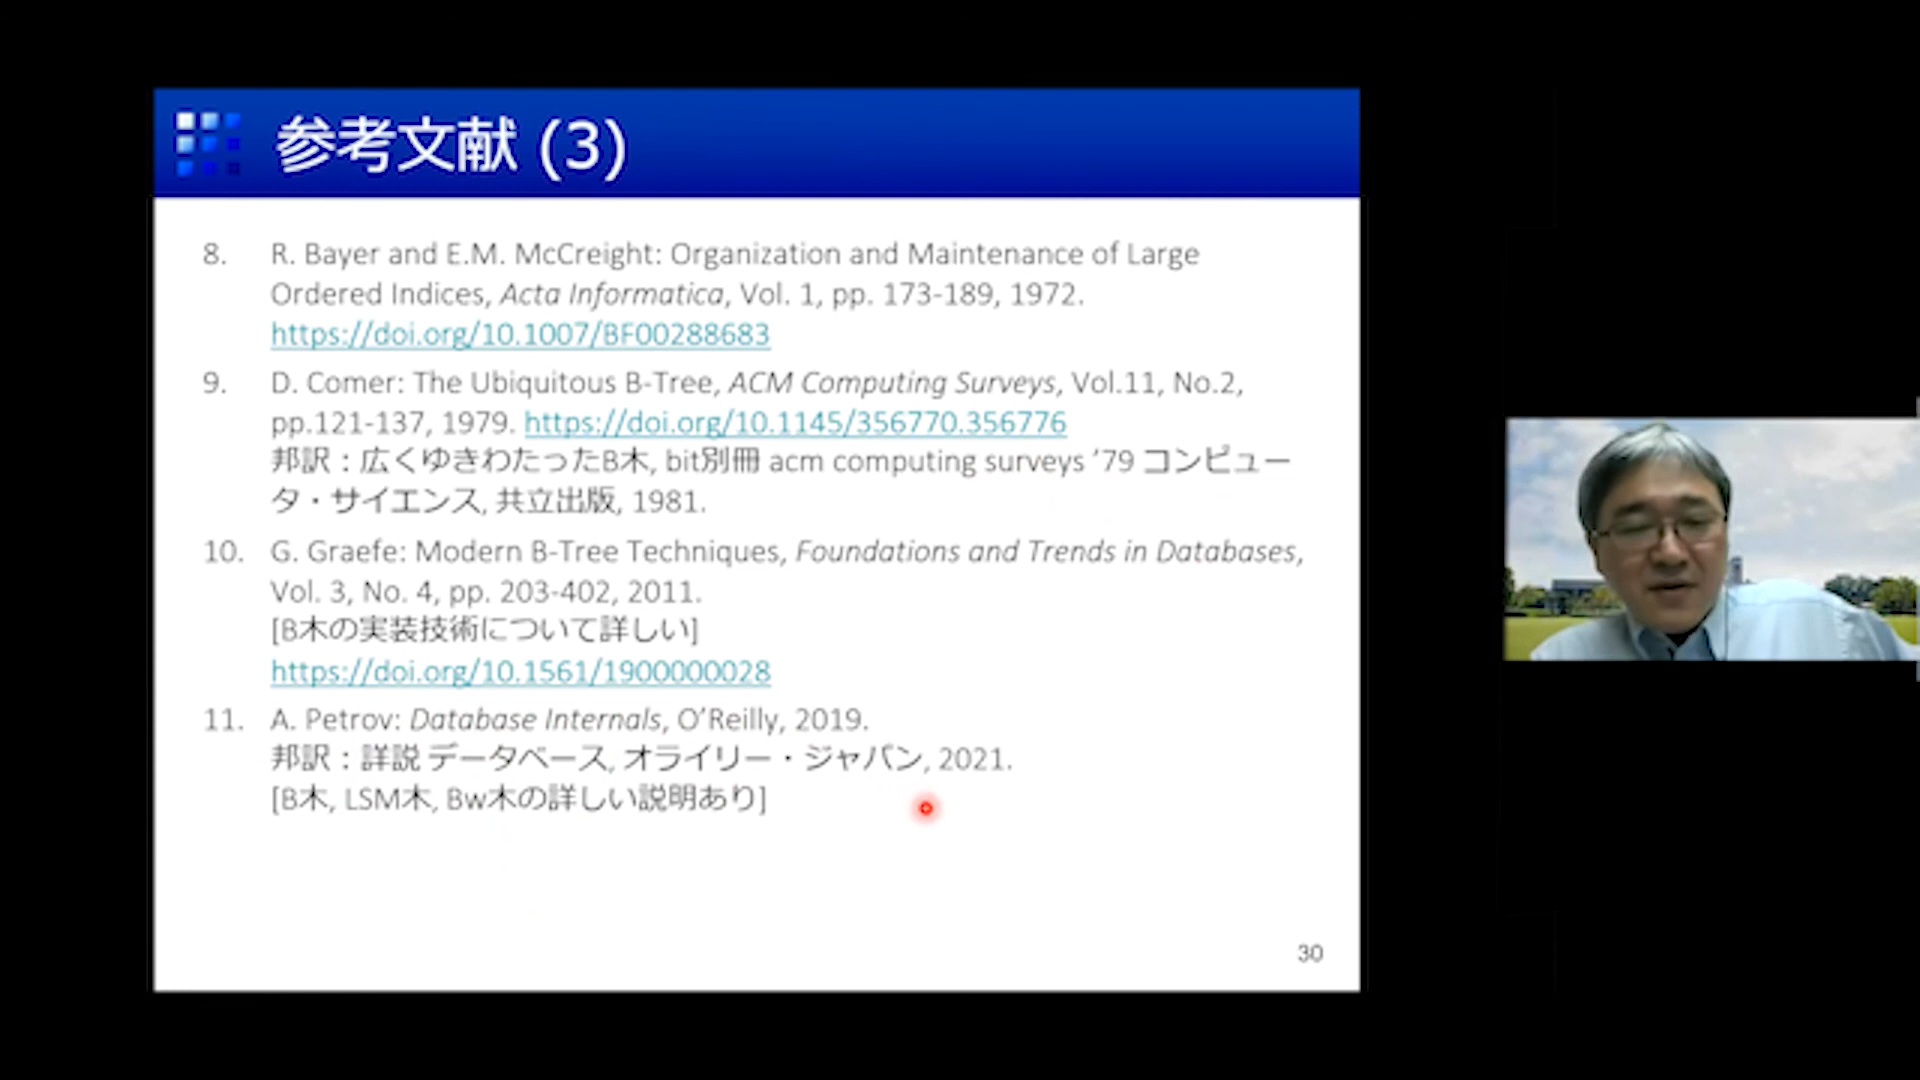 参考文献 (3)
8. R. Bayer and E.M. McCreight: Organization and Maintenance of Large
Ordered Indices, Acta Informatica, Vol. 1, pp. 173-189, 1972.
https://doi.org/10.1007/BF00288683
9. D. Comer: The Ubiquitous B-Tree, ACM Computing Surveys, Vol.11, No.2,
pp.121-137, 1979. https://doi.org/10.1145/356770.356776
邦訳：広くゆきわたったB木, bit別冊 acm computing surveys ’79 コンピュー
タ・サイエンス, 共立出版, 1981.
10. G. Graefe: Modern B-Tree Techniques, Foundations and Trends in Databases,
Vol. 3, No. 4, pp. 203-402, 2011.
[B木の実装技術について詳しい]
https://doi.org/10.1561/1900000028
11. A. Petrov: Database Internals, O’Reilly, 2019.
邦訳：詳説 データベース, オライリー・ジャパン, 2021.
[B木, LSM木, Bw木の詳しい説明あり]
30